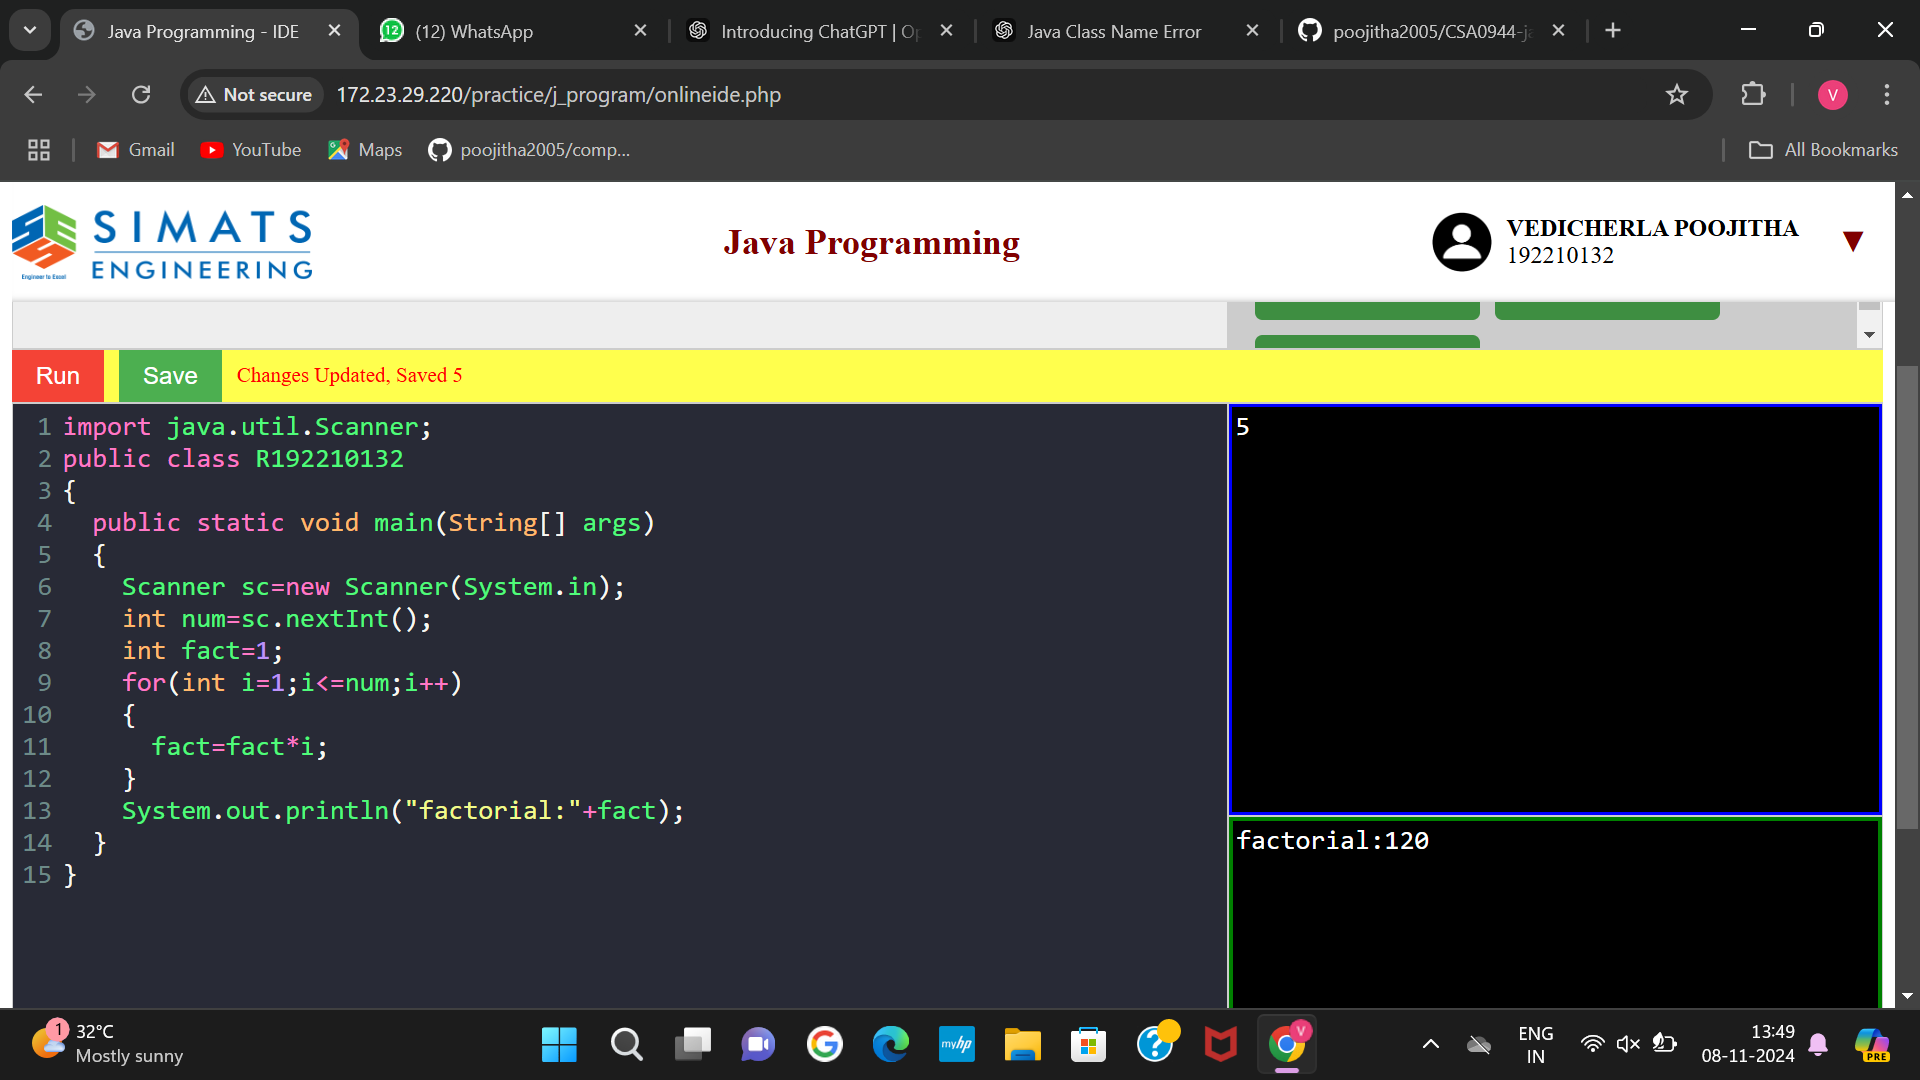 Java Programming - IDE
12
(12) WhatsApp
Introducing ChatGPT | Op
Java Class Name Error
poojitha2005/CSA0944-ja
Not secure
172.23.29.220/practice/j_program/onlineide.php
V
Gmail
YouTube
Maps
poojitha2005/comp...
All Bookmarks
SIMATS
ENGINEERING
Engineer to Excel
Java Programming
VEDICHERLA POOJITHA
192210132
Run
Save
Changes Updated, Saved 5
1 import java.util.Scanner;
2 public class R192210132
3 {
4 public static void main(String[] args)
5 {
6 Scanner sc=new Scanner(System.in);
7 int num=sc.nextInt();
8 int fact=1;
9 for(int i=1;i<=num;i++)
10 {
11 fact=fact*i;
12 }
13 System.out.println("factorial:"+fact);
14 }
15 }
5
factorial:120
1
32°C
Mostly sunny
myhp
V
ENG
IN
13:49
08-11-2024
PRE